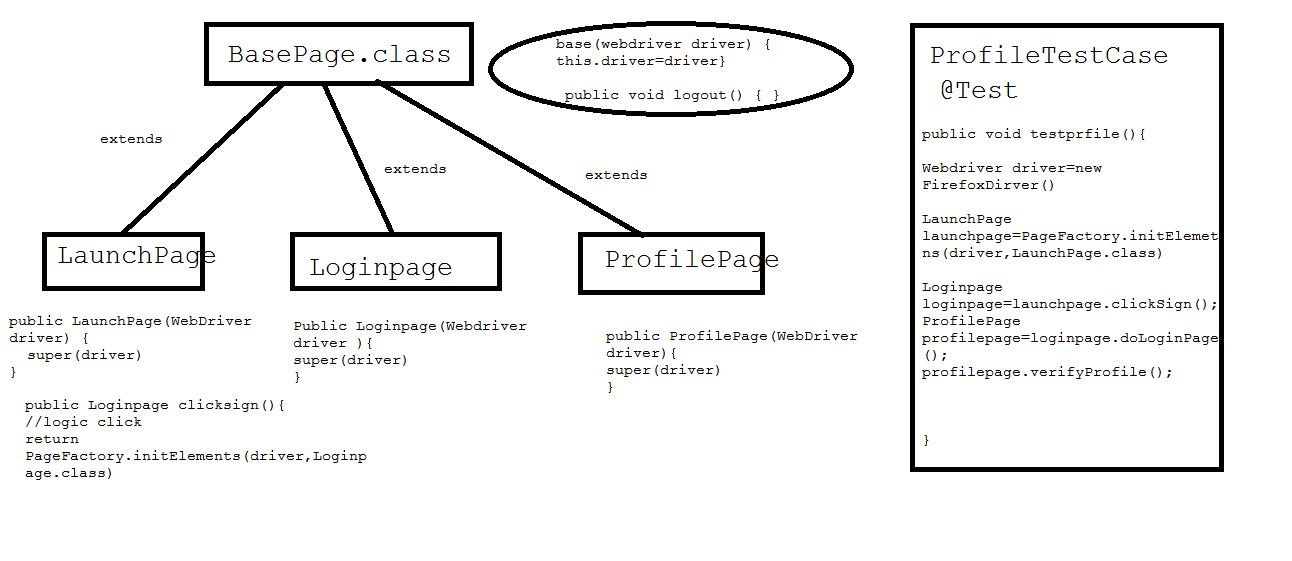 BasePage.class
base(webdriver driver) {
this.driver=driver}
public void logout() { }
extends
extends
extends
LaunchPage
Loginpage
ProfilePage
public LaunchPage(WebDriver
driver) {
super(driver)
}
public Loginpage clicksign(){
//logic click
return
PageFactory.initElements(driver,Loginp
age.class)
Public Loginpage(Webdriver
driver ){
super(driver)
}
public ProfilePage(WebDriver
driver){
super(driver)
}
ProfileTestCase
@Test
public void testprfile(){
Webdriver driver=new
FirefoxDirver()
LaunchPage
launchpage=PageFactory.initElemet
ns(driver,LaunchPage.class)
Loginpage
loginpage=launchpage.clickSign();
ProfilePage
profilepage=loginpage.doLoginPage
();
profilepage.verifyProfile();
}